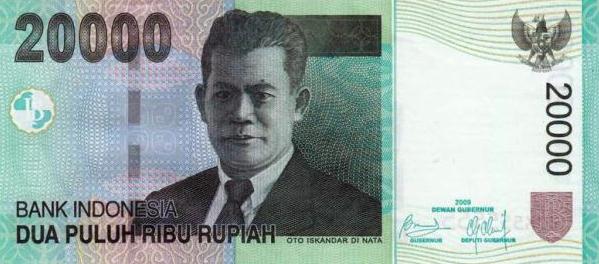 20000
BANK INDONESIA
DUA PULUH RIBU RUPIAH
OTO ISKANDAR DI NATA
2009
DEWAN GUBERNUR
GUBERNUR
DEPUTI GUBERNUR
20000